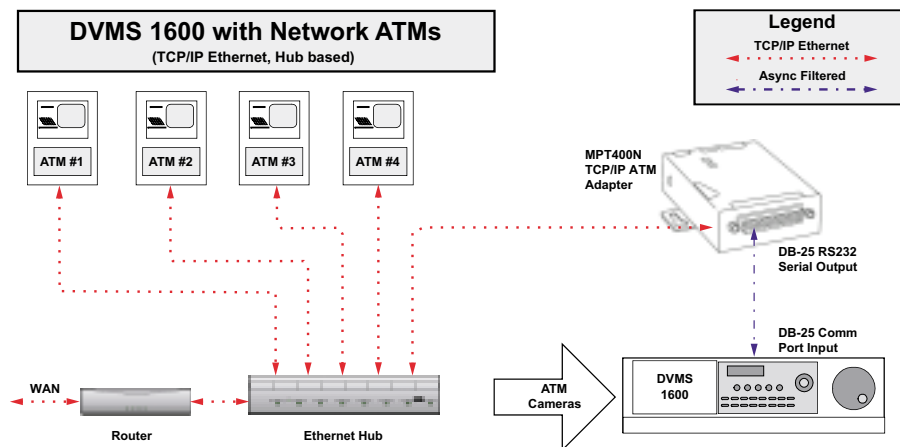 DVMS 1600 with Network ATMs
(TCP/IP Ethernet, Hub based)
Legend
TCP/IP Ethernet
Async Filtered
ATM #1
ATM #2
ATM #3
ATM #4
MPT400N
TCP/IP ATM
Adapter
DB-25 RS232
Serial Output
DB-25 Comm
Port Input
WAN
Router
Ethernet Hub
ATM
Cameras
DVMS
1600